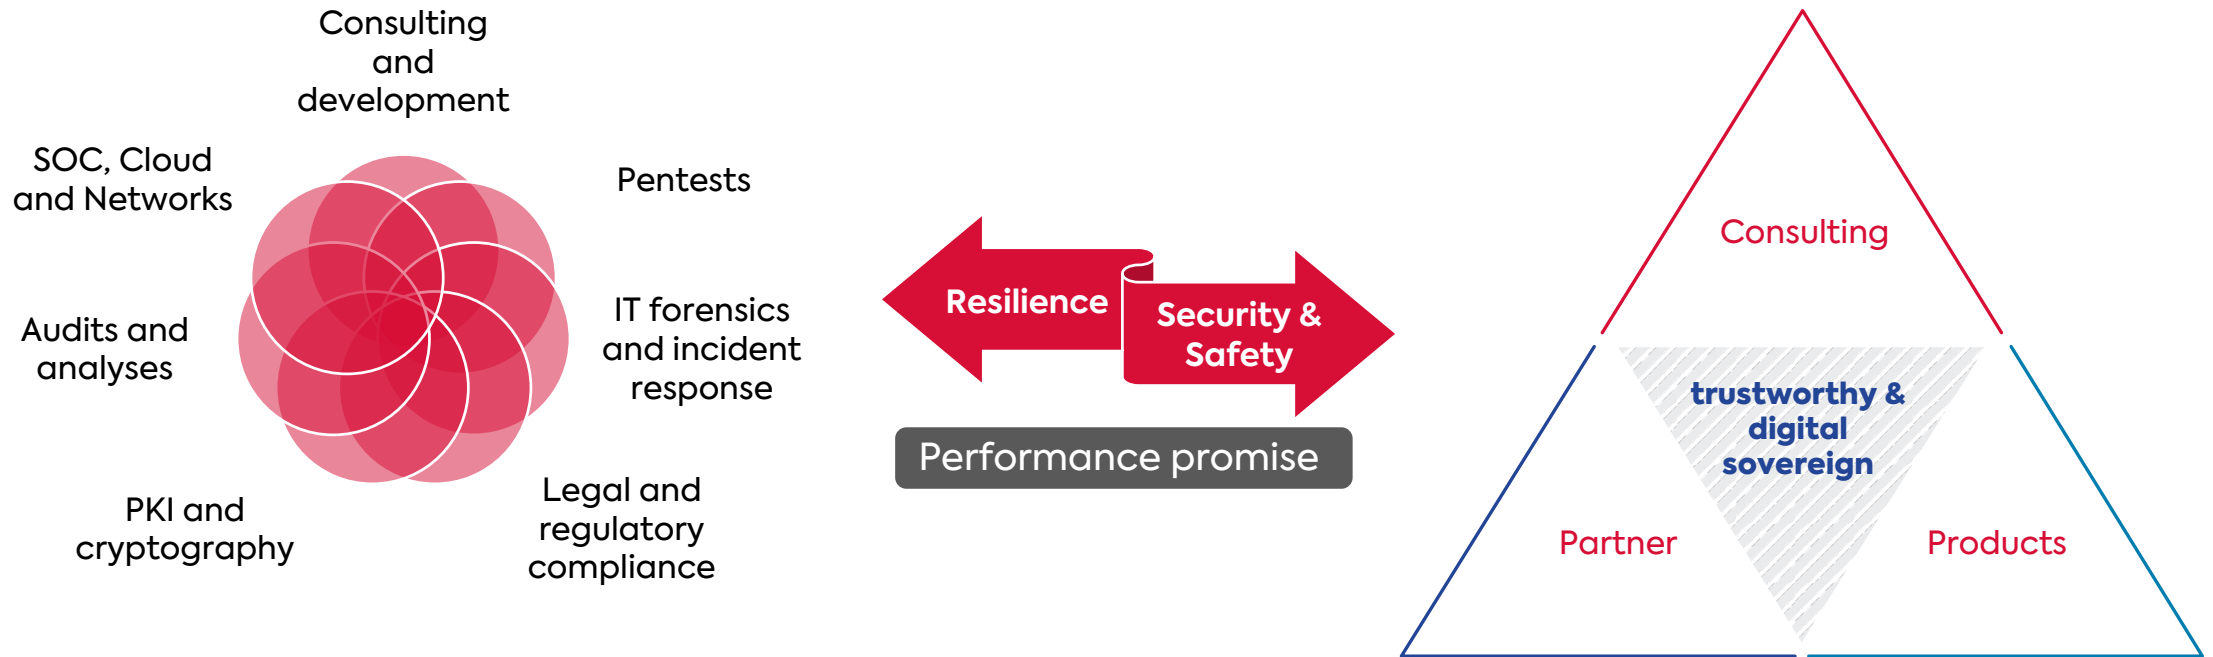 Consulting
and
development
SOC, Cloud
and Networks
Pentests
Audits and
analyses
IT forensics
and incident
response
PKI and
cryptography
Legal and
regulatory
compliance
Resilience
Security &
Safety
Performance promise
Consulting
trustworthy &
digital
sovereign
Partner
Products